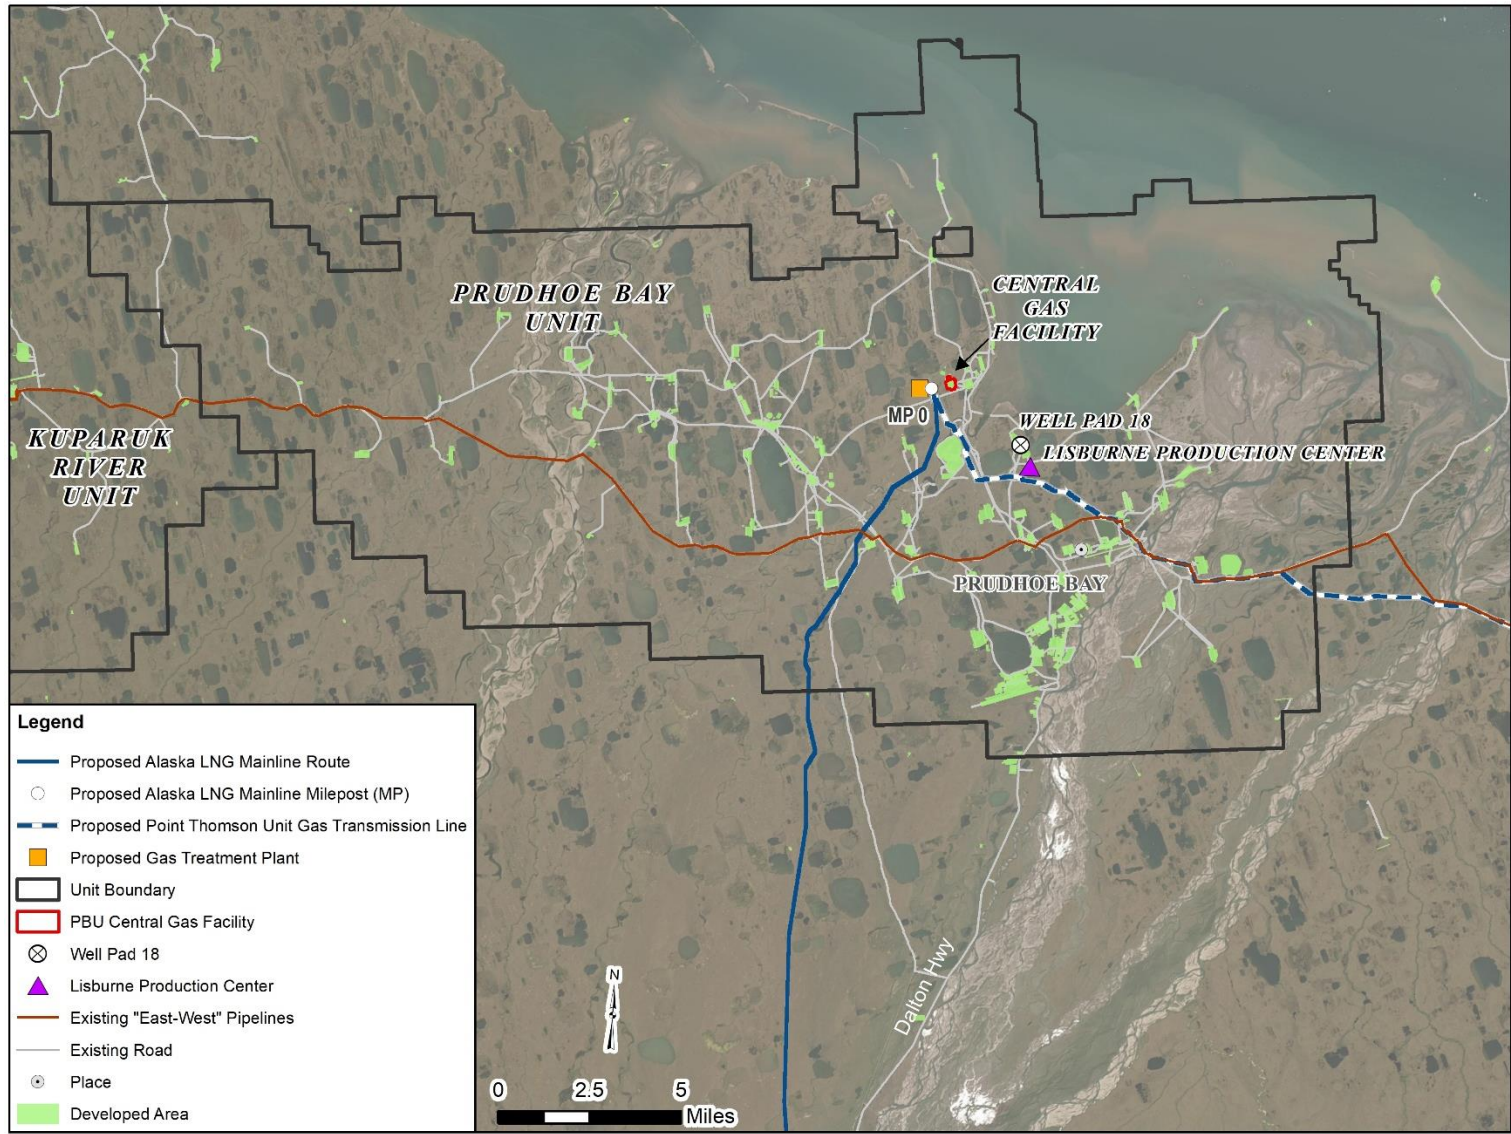 CENTRAL
GAS
FACILITY
PRUDHOE BAY
UNIT
MP 0
WELL PAD 18
LISBURNE PRODUCTION CENTER
KUPARUK
RIVER
UNIT
PRUDHOE BAY
Dalton Hwy
Legend
Proposed Alaska LNG Mainline Route
Proposed Alaska LNG Mainline Milepost (MP)
Proposed Point Thomson Unit Gas Transmission Line
Proposed Gas Treatment Plant
Unit Boundary
PBU Central Gas Facility
Well Pad 18
Lisburne Production Center
Existing "East-West" Pipelines
Existing Road
Place
Developed Area
N
0 2.5 5
Miles